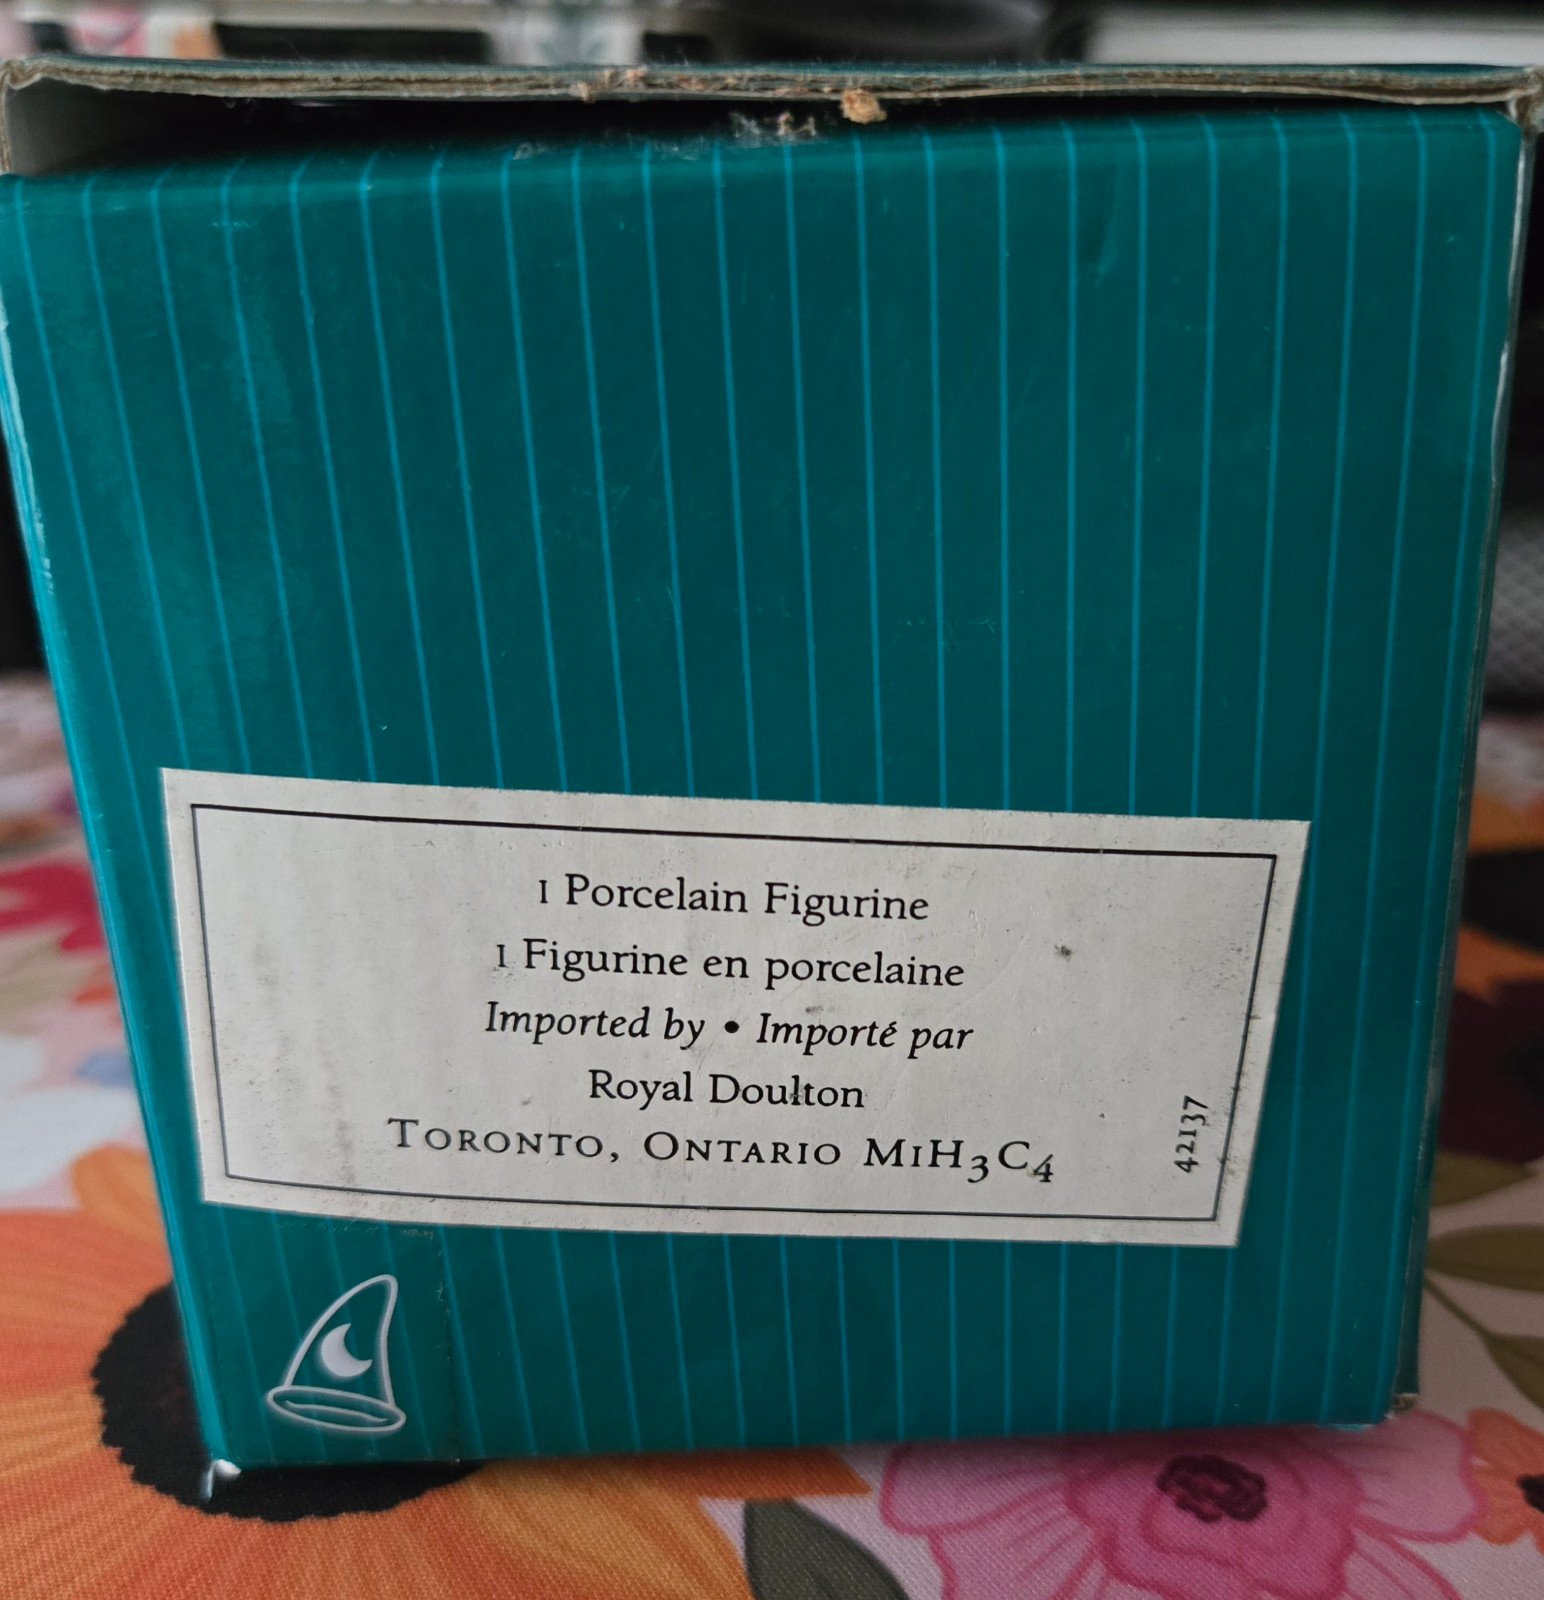 1 Porcelain Figurine
1 Figurine en porcelaine
Imported by • Importé par
Royal Doulton
TORONTO, ONTARIO M1H3C4
42137